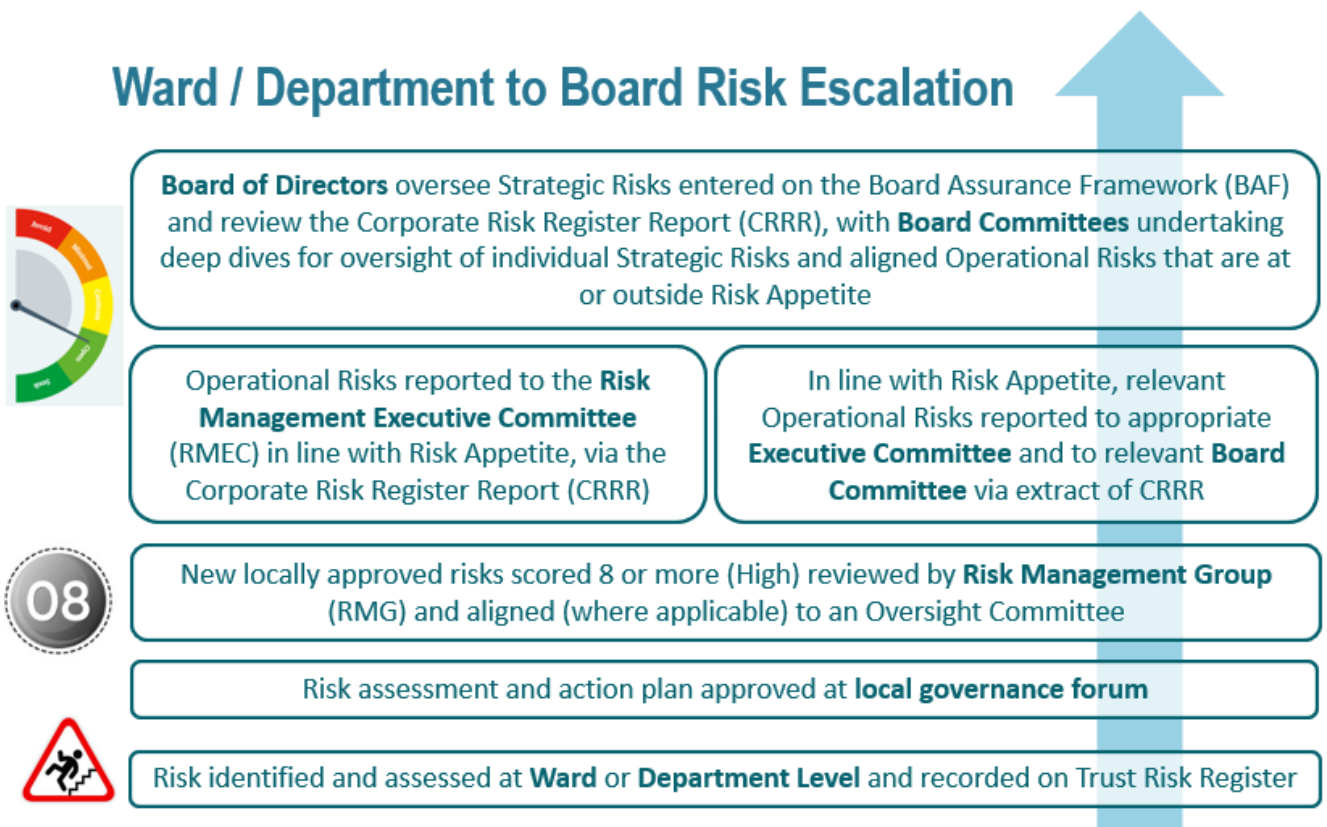 Ward / Department to Board Risk Escalation
Board of Directors oversee Strategic Risks entered on the Board Assurance Framework (BAF)
and review the Corporate Risk Register Report (CRRR), with Board Committees undertaking
deep dives for oversight of individual Strategic Risks and aligned Operational Risks that are at
or outside Risk Appetite
Avoid
Minimal
Cautious
Open
Seek
Operational Risks reported to the Risk
Management Executive Committee
(RMEC) in line with Risk Appetite, via the
Corporate Risk Register Report (CRRR)
In line with Risk Appetite, relevant
Operational Risks reported to appropriate
Executive Committee and to relevant Board
Committee via extract of CRRR
08
New locally approved risks scored 8 or more (High) reviewed by Risk Management Group
(RMG) and aligned (where applicable) to an Oversight Committee
Risk assessment and action plan approved at local governance forum
Risk identified and assessed at Ward or Department Level and recorded on Trust Risk Register